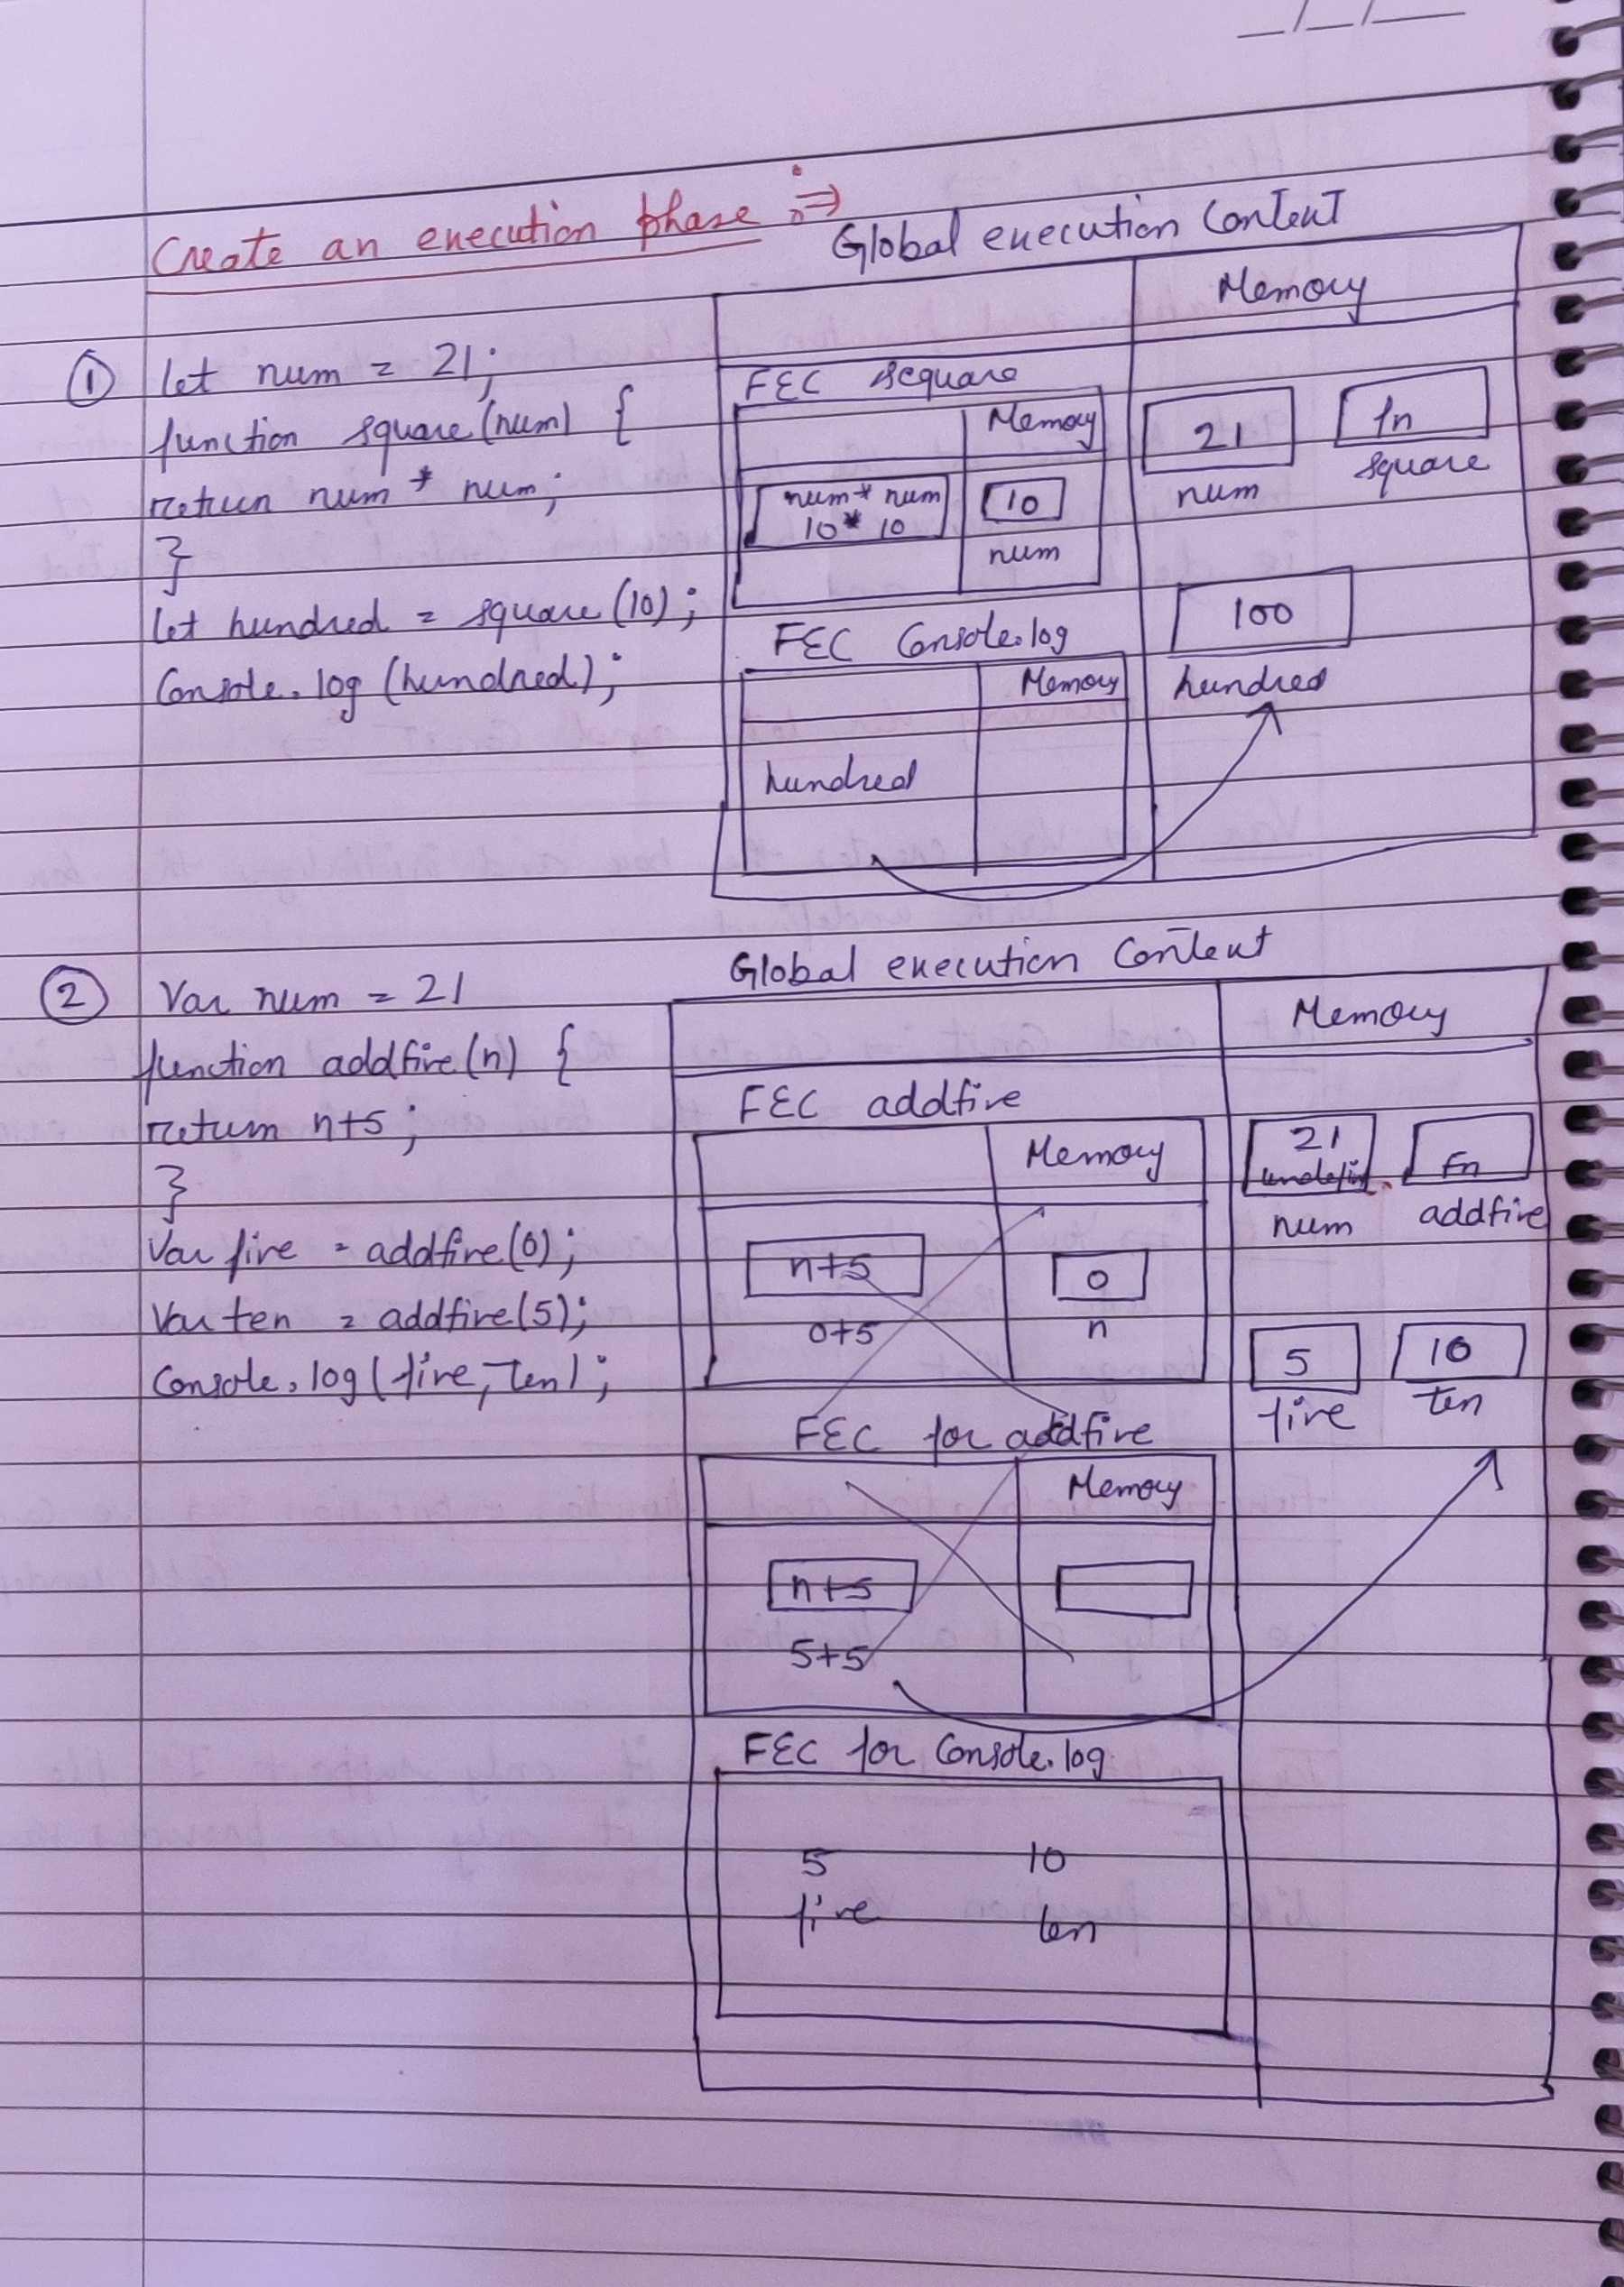 _/_/__
Create an execution phase :⇒
Global execution Content
Memory
① let num = 21;
function square(num) {
return num * num;
}
let hundred = square(10);
Console.log(hundred);
FEC square
Memory
num * num
10 * 10
10
num
21
num
fn
square
100
hundred
FEC Console.log
Memory
hundred
Global execution Content
Memory
② Var num = 21
function addfive(n) {
return n+5;
}
Var five = addfive(0);
Var ten = addfive(5);
Console.log(five, ten);
FEC addfive
Memory
n+5
0+5
0
n
21
undefin
num
Fn
addfive
5
five
10
ten
FEC for addfive
Memory
n+5
5+5
FEC for Console.log
5 10
five ten